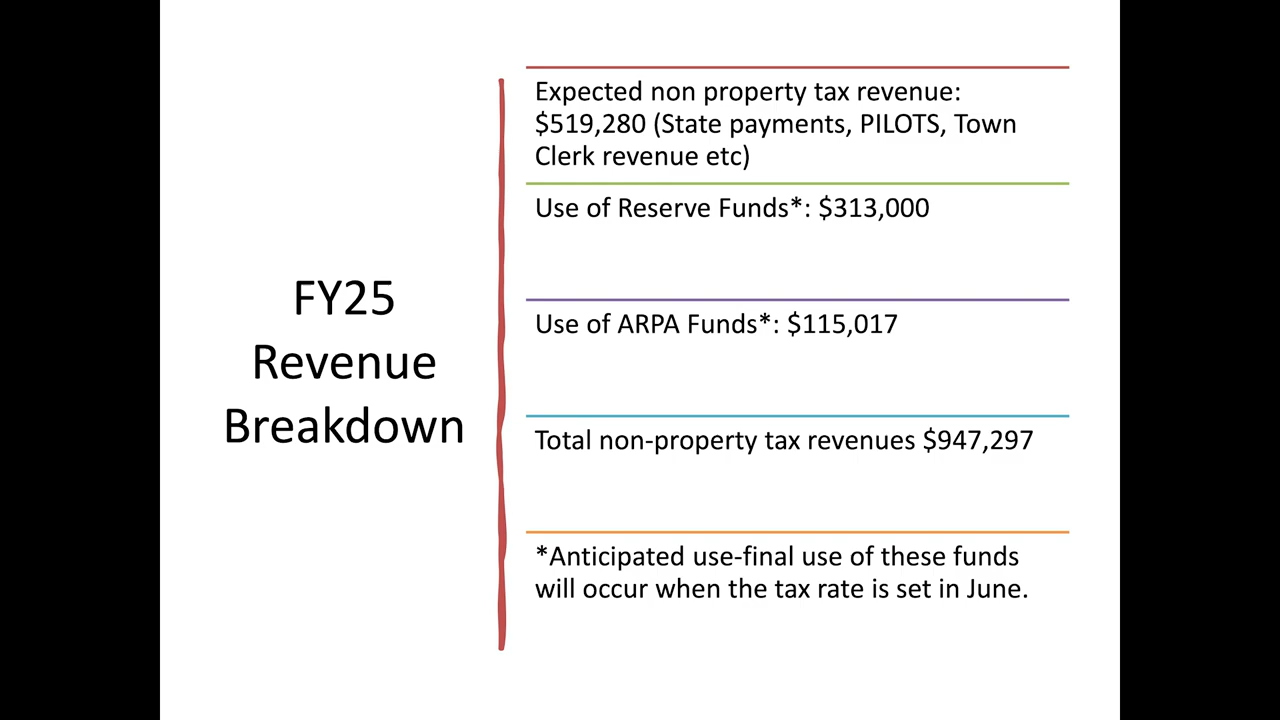 FY25
Revenue
Breakdown
Expected non property tax revenue:
$519,280 (State payments, PILOTS, Town
Clerk revenue etc)
Use of Reserve Funds*: $313,000
Use of ARPA Funds*: $115,017
Total non-property tax revenues $947,297
*Anticipated use-final use of these funds
will occur when the tax rate is set in June.